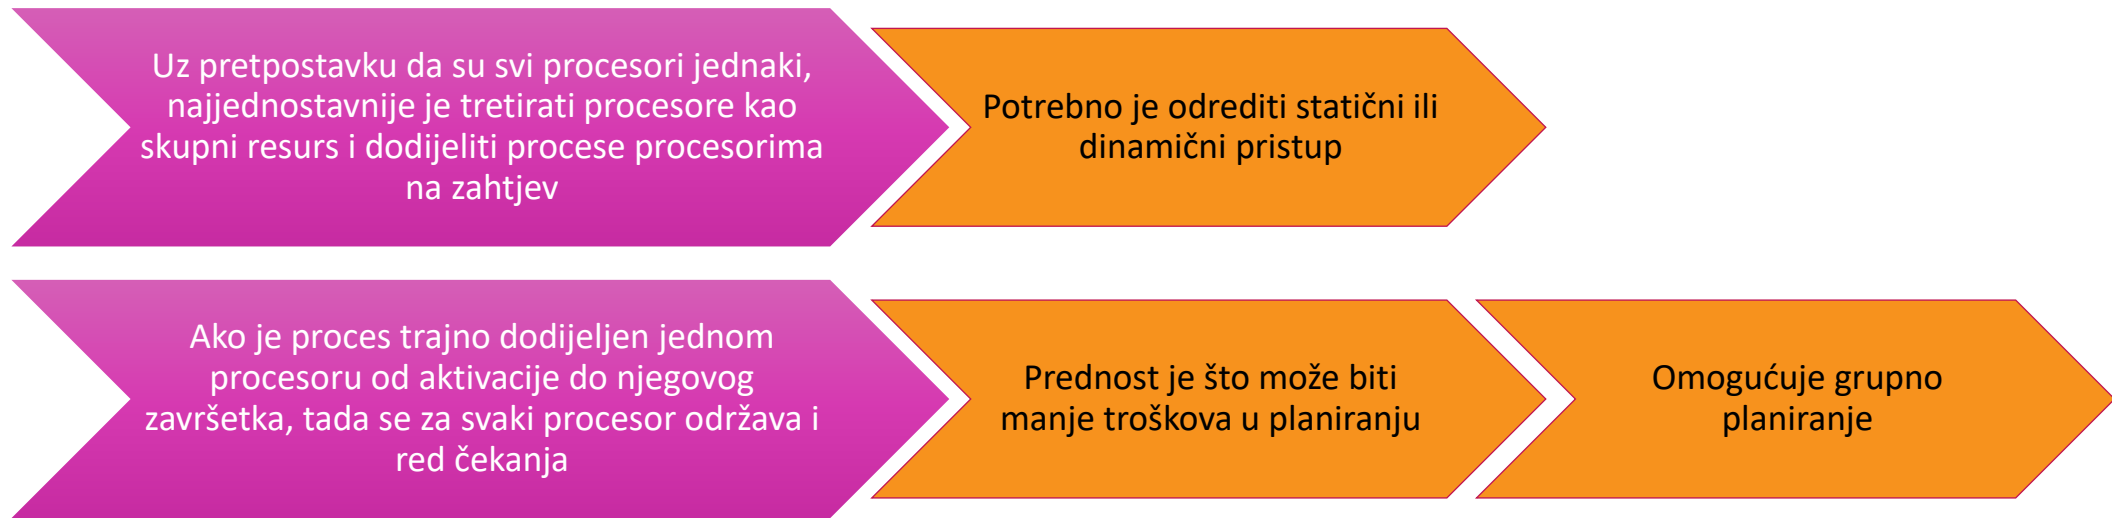 Uz pretpostavku da su svi procesori jednaki,
najjednostavnije je tretirati procesore kao
skupni resurs i dodijeliti procese procesorima
na zahtjev
Potrebno je odrediti statični ili
dinamični pristup
Ako je proces trajno dodijeljen jednom
procesoru od aktivacije do njegovog
završetka, tada se za svaki procesor održava i
red čekanja
Prednost je što može biti
manje troškova u planiranju
Omogućuje grupno
planiranje